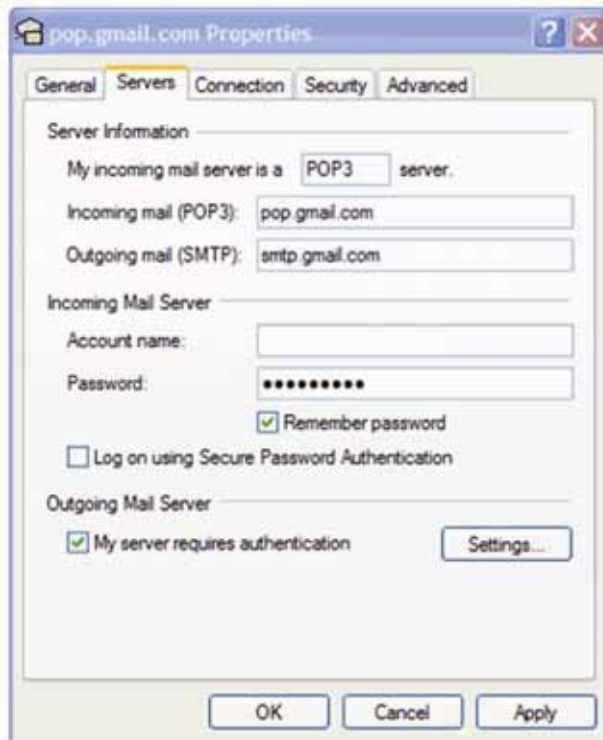 pop.gmail.com Properties
General Servers Connection Security Advanced
Server Information
My incoming mail server is a POP3 server.
Incoming mail (POP3): pop.gmail.com
Outgoing mail (SMTP): smtp.gmail.com
Incoming Mail Server
Account name:
Password: ●●●●●●●●●
Remember password
Log on using Secure Password Authentication
Outgoing Mail Server
My server requires authentication Settings...
OK Cancel Apply